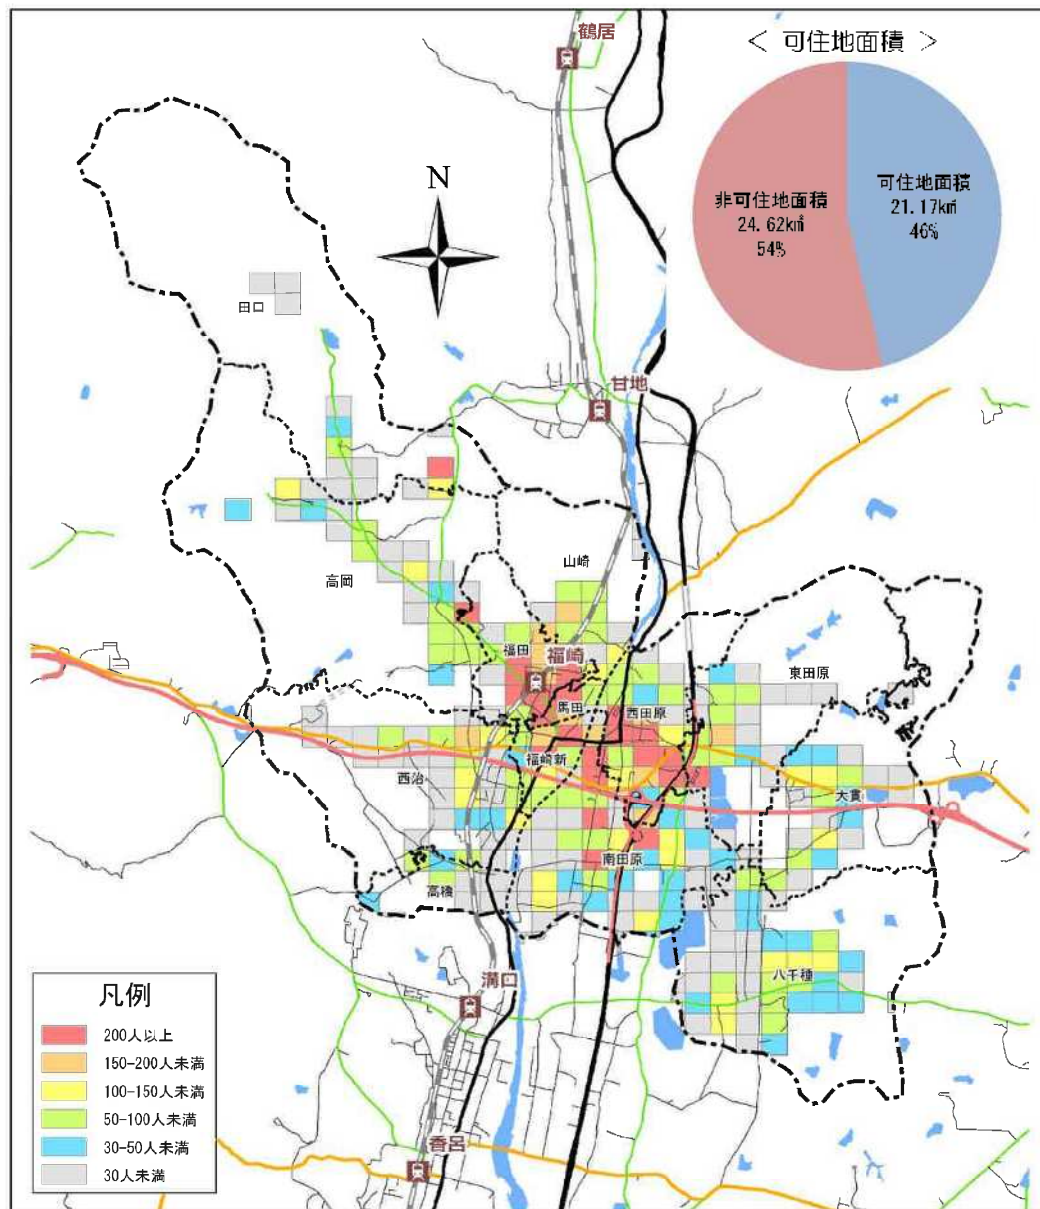 鶴居
＜ 可住地面積 ＞
非可住地面積
24.62k㎡
54%
可住地面積
21.17k㎡
46%
N
田口
甘地
山崎
高岡
福田
福崎
東田原
馬田
西田原
福崎新
西治
大貫
南田原
高橋
八千種
溝口
香呂
凡例
200人以上
150-200人未満
100-150人未満
50-100人未満
30-50人未満
30人未満